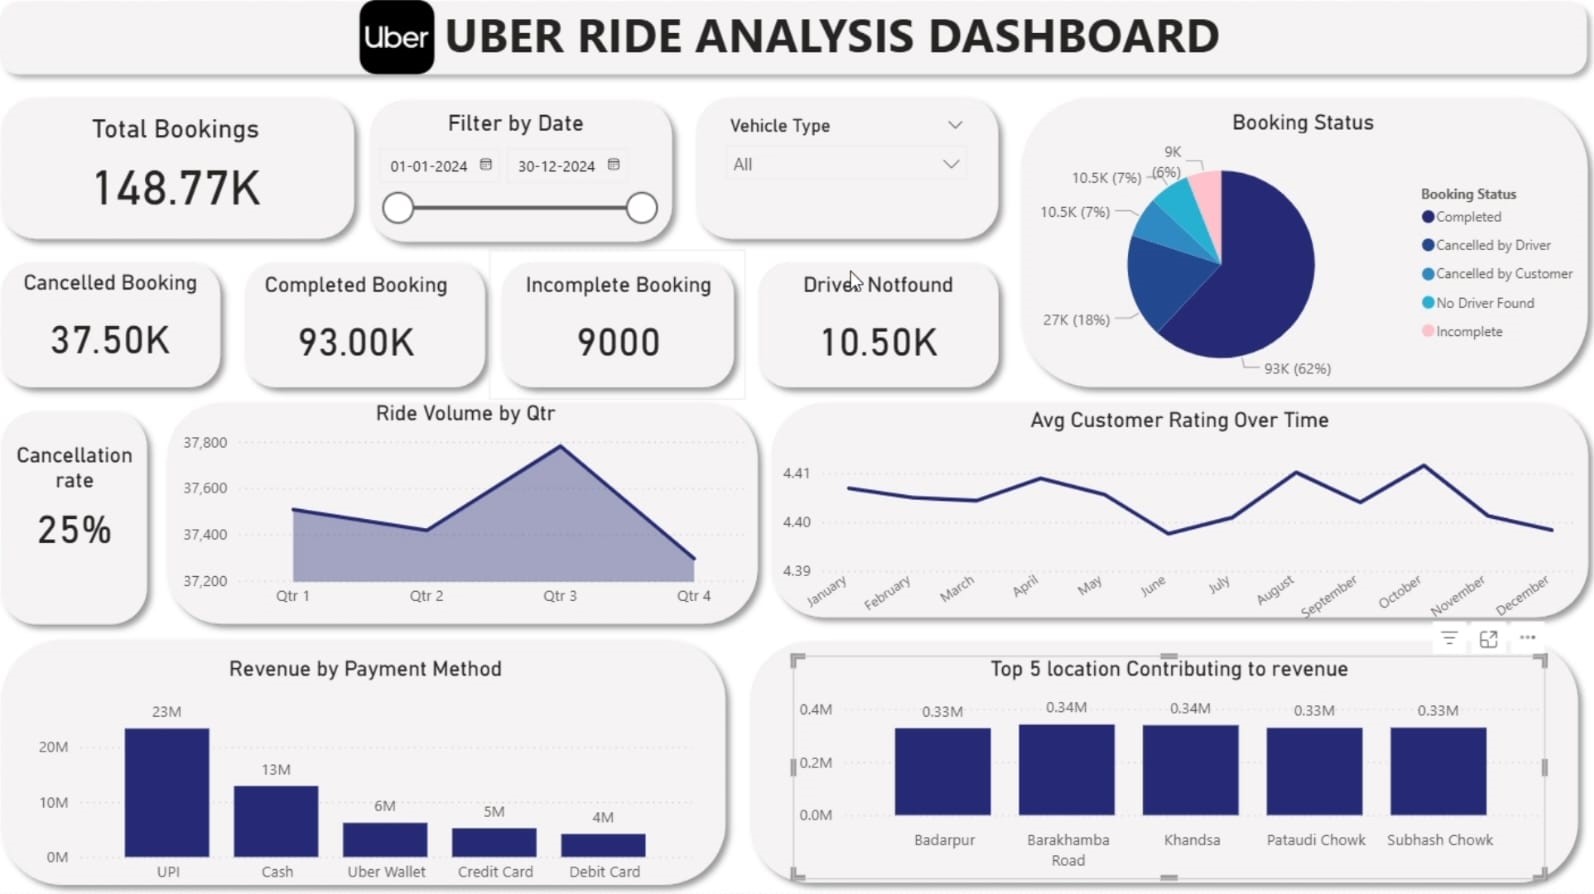 Uber UBER RIDE ANALYSIS DASHBOARD
Total Bookings
148.77K
Filter by Date
01-01-2024 30-12-2024
Vehicle Type
All
Booking Status
9K
(6%)
10.5K (7%)
10.5K (7%)
27K (18%)
93K (62%)
Booking Status
Completed
Cancelled by Driver
Cancelled by Customer
No Driver Found
Incomplete
Cancelled Booking
37.50K
Completed Booking
93.00K
Incomplete Booking
9000
Driver Notfound
10.50K
Cancellation
rate
25%
Ride Volume by Qtr
37,800
37,600
37,400
37,200
Qtr 1 Qtr 2 Qtr 3 Qtr 4
Avg Customer Rating Over Time
4.41
4.40
4.39
January February March April May June July August September October November December
Revenue by Payment Method
23M
20M
13M
10M
6M
5M
4M
0M
UPI Cash Uber Wallet Credit Card Debit Card
Top 5 location Contributing to revenue
0.4M
0.33M 0.34M 0.34M 0.33M 0.33M
0.2M
0.0M
Badarpur Barakhamba Khandsa Pataudi Chowk Subhash Chowk
Road